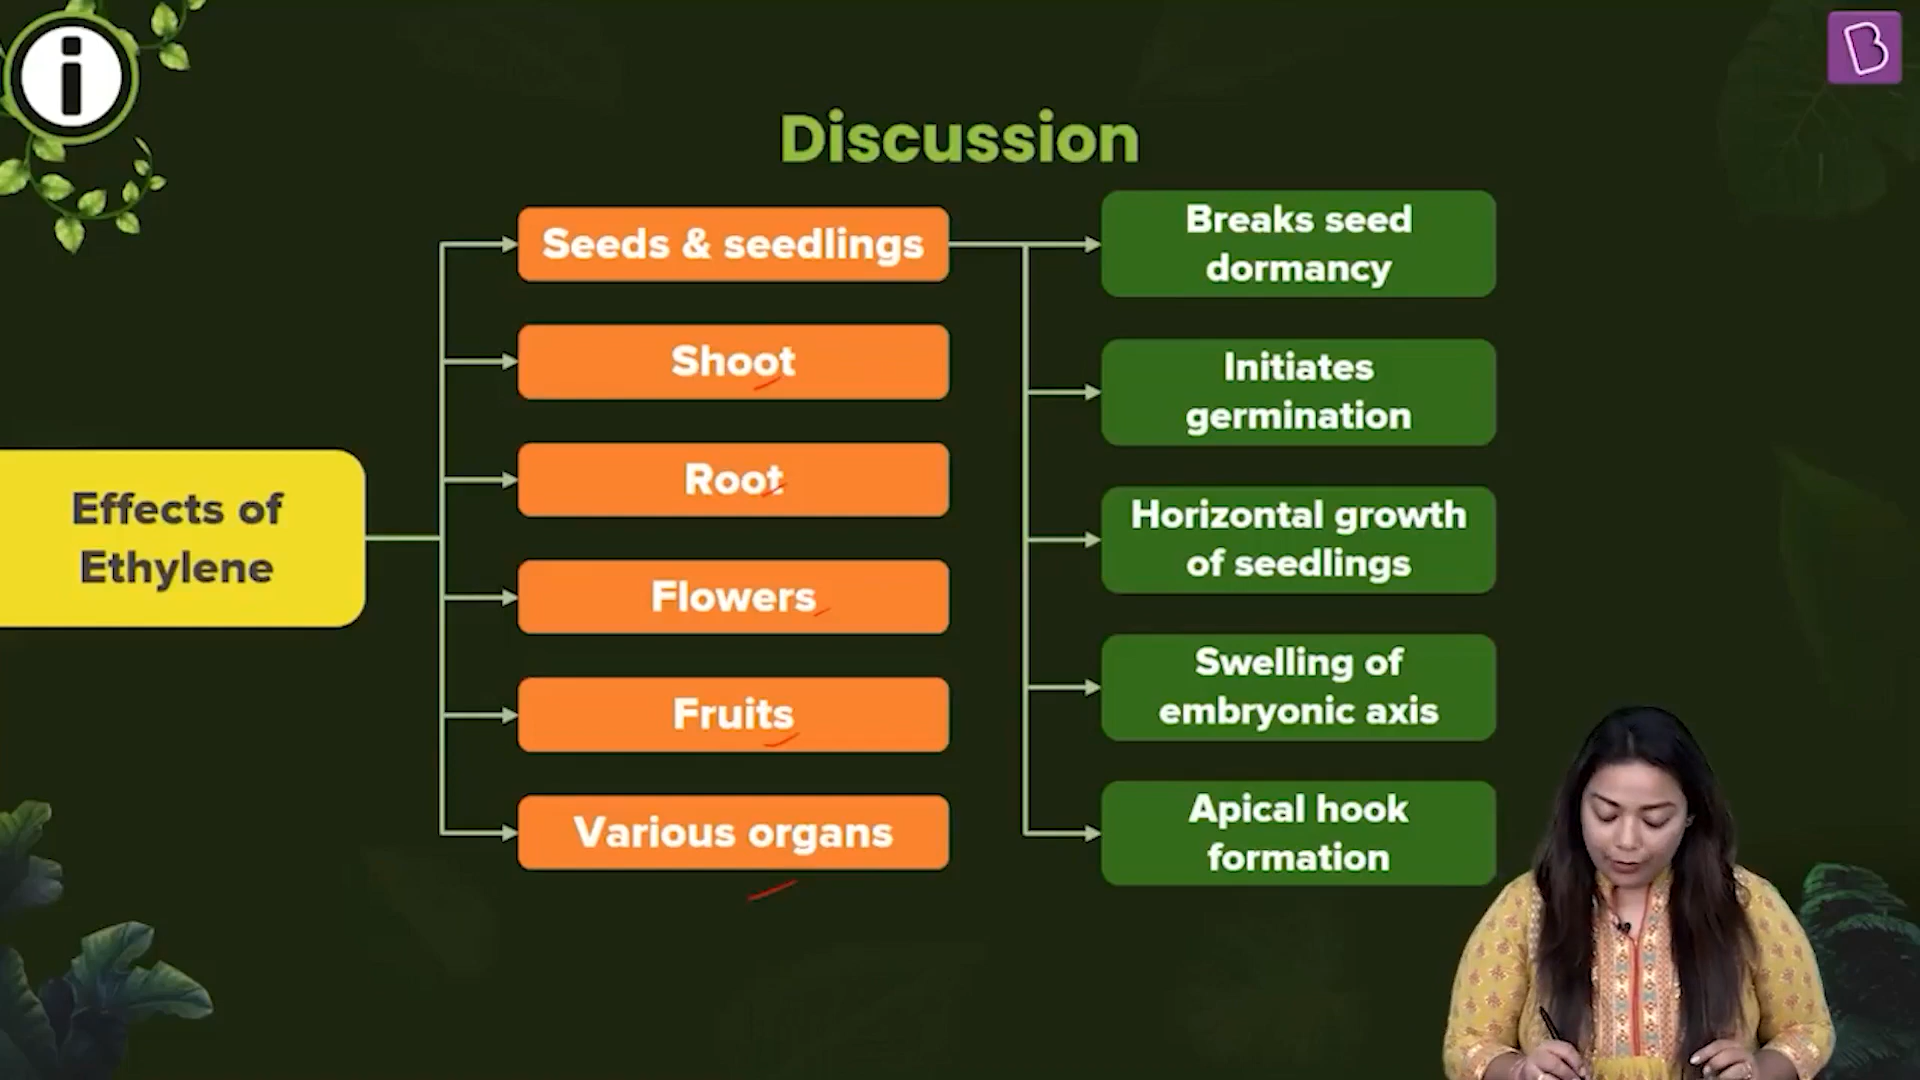 Discussion
Effects of
Ethylene
Seeds & seedlings
Shoot
Root
Flowers
Fruits
Various organs
Breaks seed
dormancy
Initiates
germination
Horizontal growth
of seedlings
Swelling of
embryonic axis
Apical hook
formation